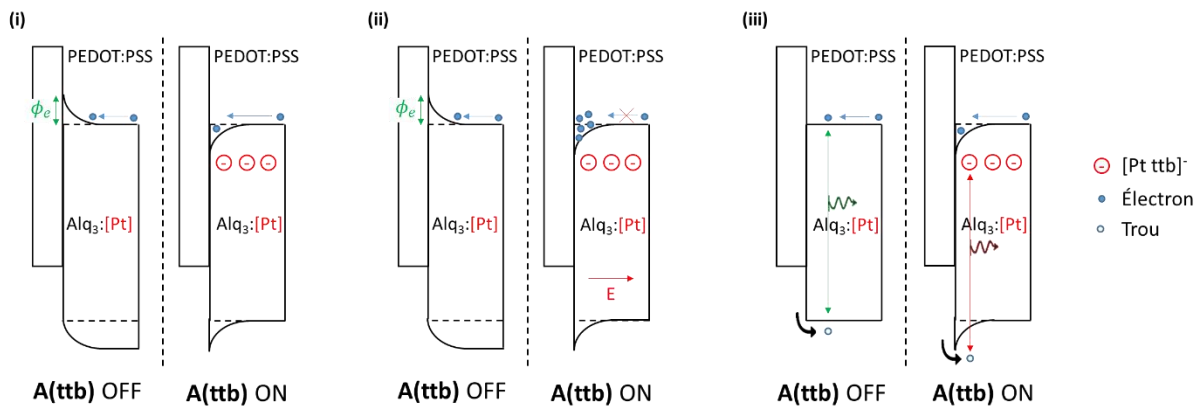 (i)
PEDOT:PSS
PEDOT:PSS
ϕₑ
Alq₃:[Pt]
Alq₃:[Pt]
A(ttb) OFF
A(ttb) ON
(ii)
PEDOT:PSS
PEDOT:PSS
ϕₑ
Alq₃:[Pt]
Alq₃:[Pt]
E
A(ttb) OFF
A(ttb) ON
(iii)
PEDOT:PSS
PEDOT:PSS
Alq₃:[Pt]
Alq₃:[Pt]
A(ttb) OFF
A(ttb) ON
[Pt ttb]⁻
Électron
Trou